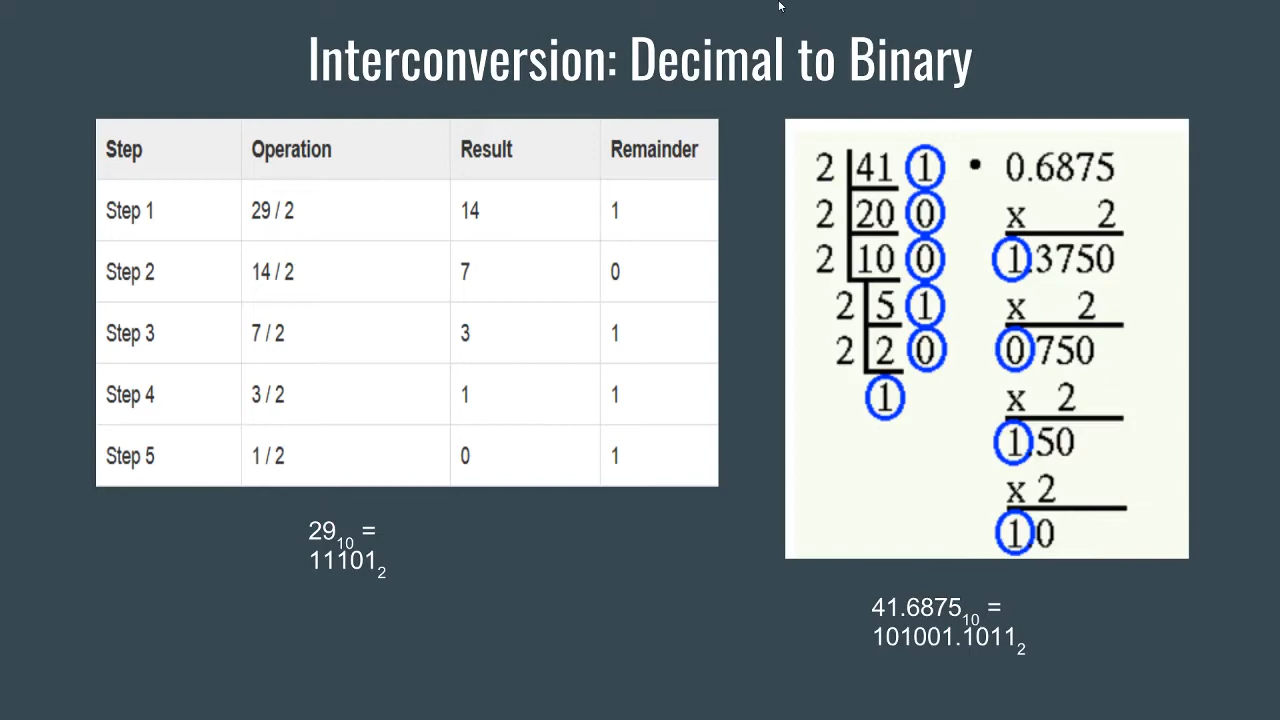 Interconversion: Decimal to Binary
Step Operation Result Remainder
Step 1 29 / 2 14 1
Step 2 14 / 2 7 0
Step 3 7 / 2 3 1
Step 4 3 / 2 1 1
Step 5 1 / 2 0 1
29₁₀ =
11101₂
2 41 1
2 20 0
2 10 0
2 5 1
2 2 0
1
• 0.6875
x 2
1.3750
x 2
0750
x 2
1.50
x 2
1.0
41.6875₁₀ =
101001.1011₂